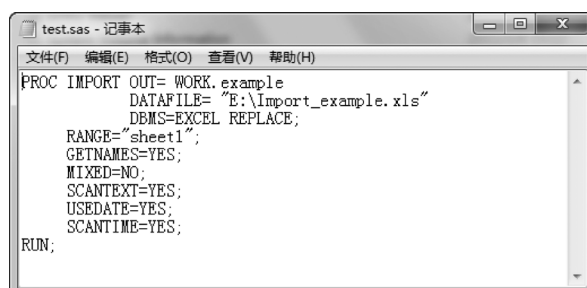 test.sas - 记事本
文件(F) 编辑(E) 格式(O) 查看(V) 帮助(H)
PROC IMPORT OUT= WORK.example
DATAFILE= "E:\Import_example.xls"
DBMS=EXCEL REPLACE;
RANGE="sheet1";
GETNAMES=YES;
MIXED=NO;
SCANTEXT=YES;
USEDATE=YES;
SCANTIME=YES;
RUN;